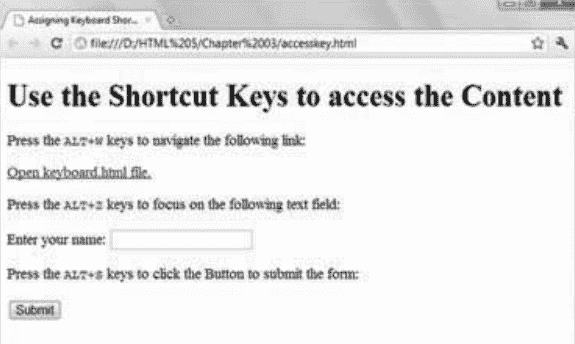 Assigning Keyboard Shor...
file:///D:/HTML%205/Chapter%2003/accesskey.html
Use the Shortcut Keys to access the Content
Press the ALT+W keys to navigate the following link:
Open keyboard.html file.
Press the ALT+Z keys to focus on the following text field:
Enter your name:
Press the ALT+S keys to click the Button to submit the form:
Submit